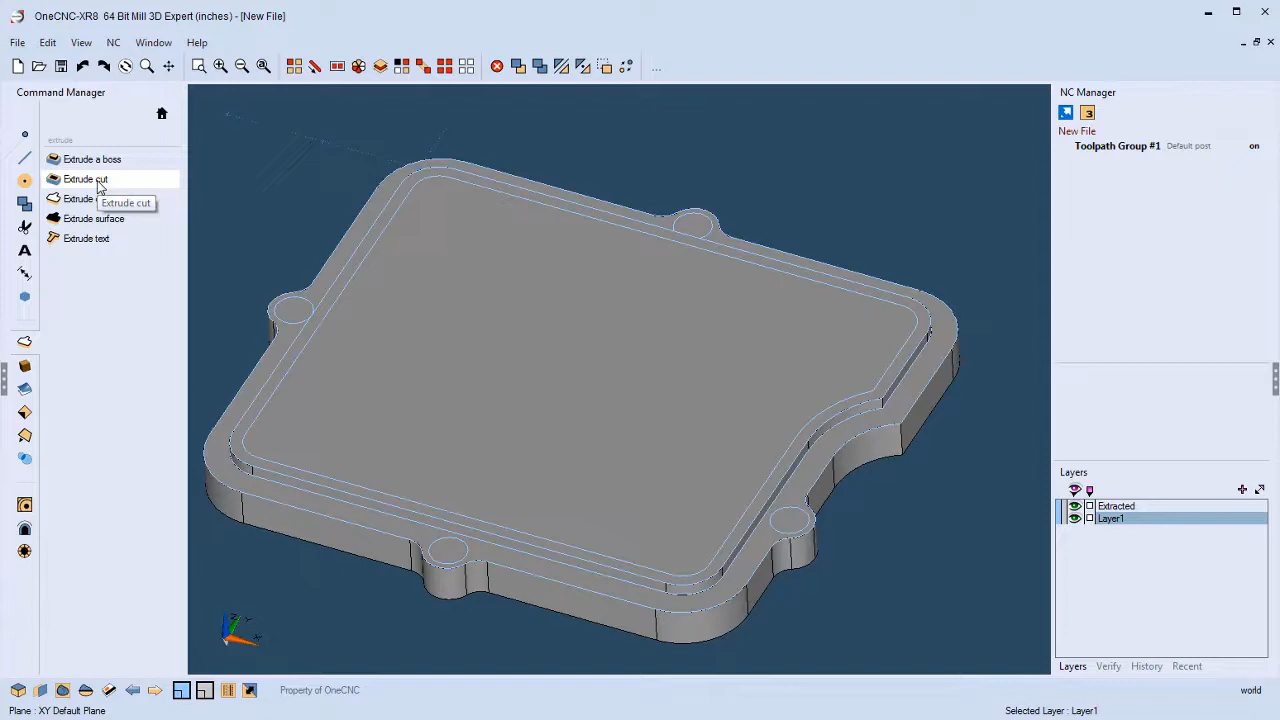 OneCNC-XR8 64 Bit Mill 3D Expert (inches) - [New File]
File Edit View NC Window Help
Command Manager
NC Manager
extrude
Extrude a boss
Extrude cut
Extrude
Extrude cut
Extrude surface
Extrude text
3
New File
Toolpath Group #1 Default post on
Layers
Extracted
Layer1
Z Y
X
Layers Verify History Recent
Property of OneCNC
world
Plane : XY Default Plane
Selected Layer : Layer1